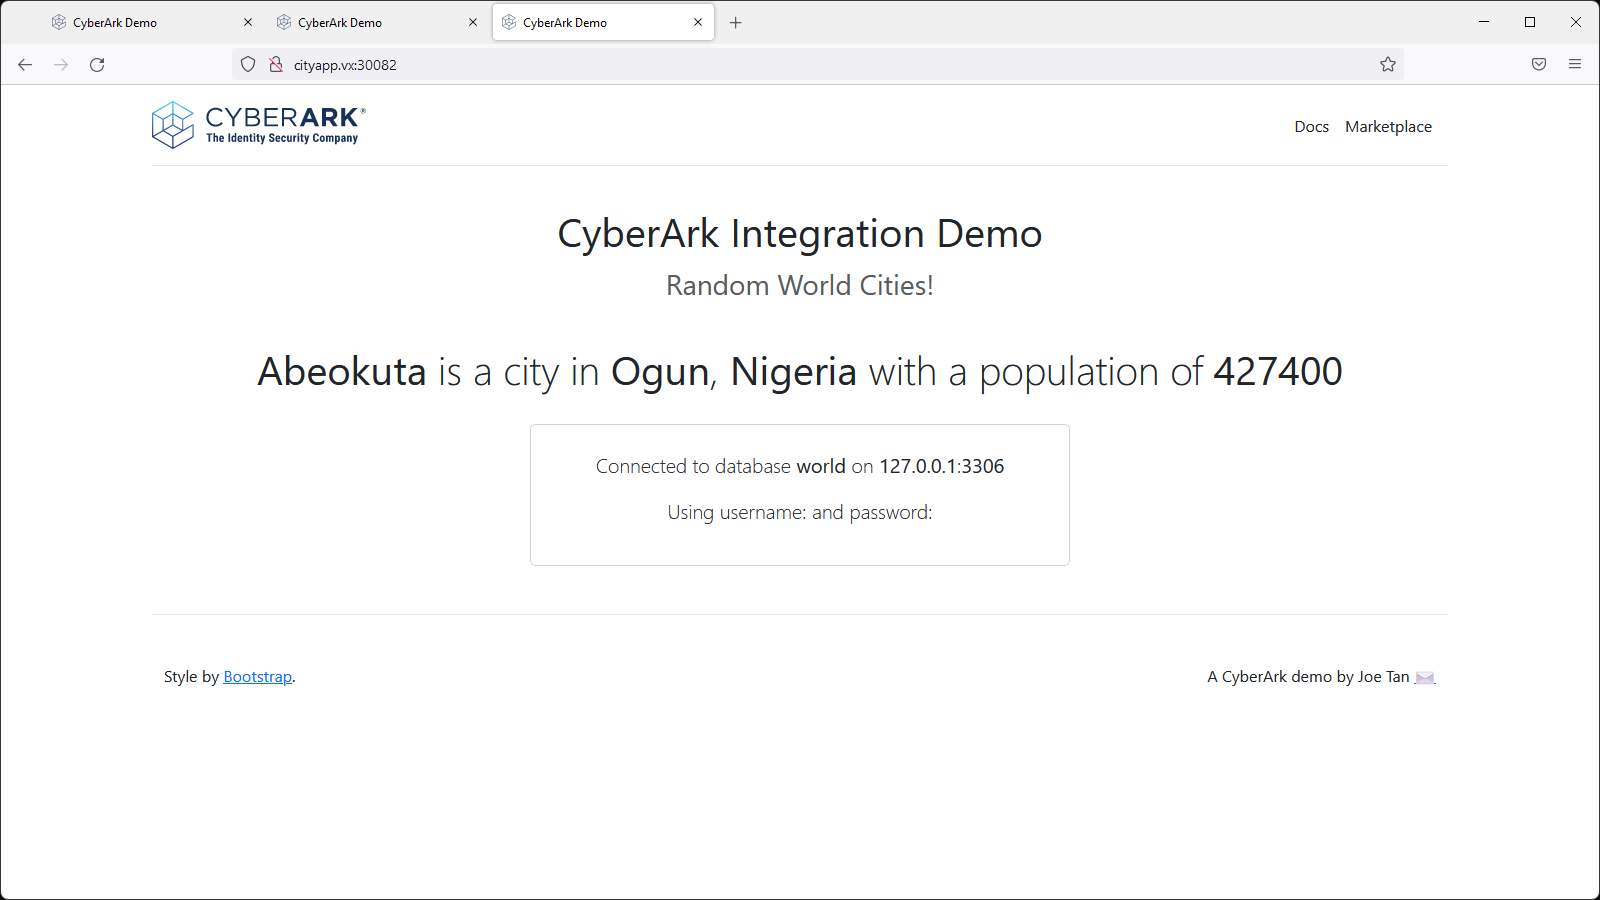 CyberArk Demo
CyberArk Demo
CyberArk Demo
cityapp.vx:30082
CYBERARK®
The Identity Security Company
Docs Marketplace
CyberArk Integration Demo
Random World Cities!
Abeokuta is a city in Ogun, Nigeria with a population of 427400
Connected to database world on 127.0.0.1:3306
Using username: and password:
Style by Bootstrap.
A CyberArk demo by Joe Tan